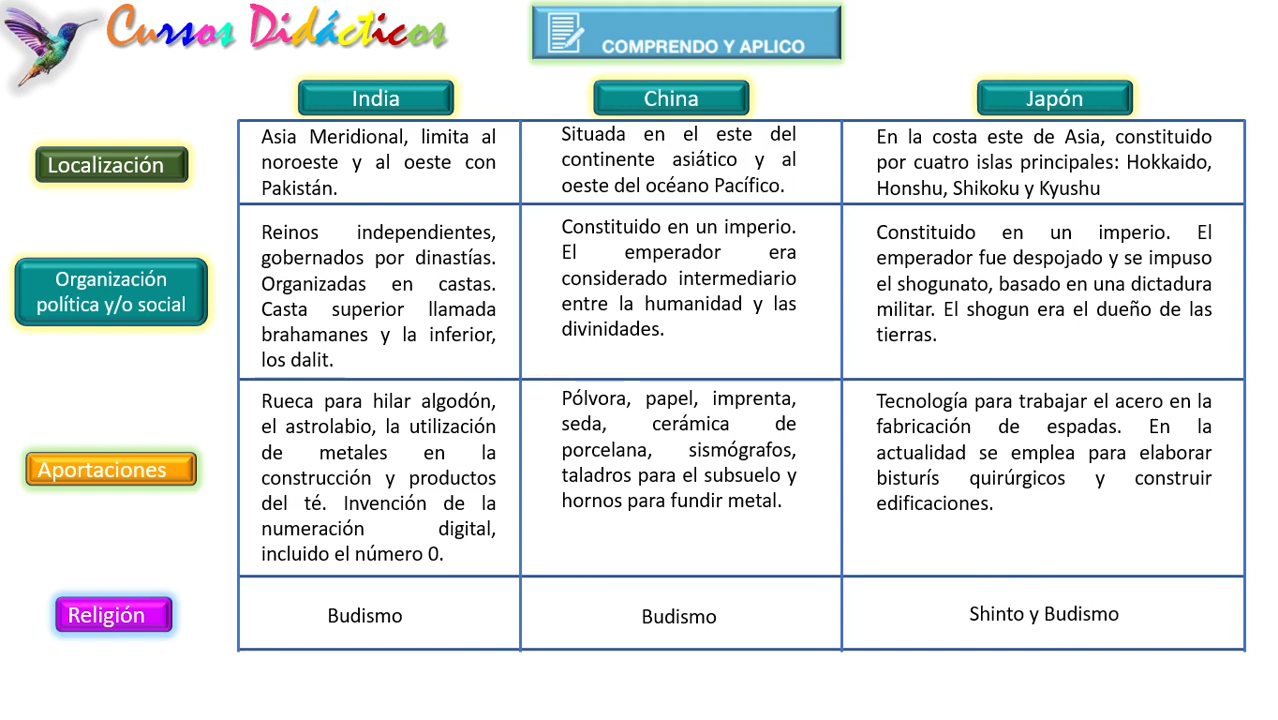 Cursos Didácticos
COMPRENDO Y APLICO
India
China
Japón
Localización
Asia Meridional, limita al
noroeste y al oeste con
Pakistán.
Situada en el este del
continente asiático y al
oeste del océano Pacífico.
En la costa este de Asia, constituido
por cuatro islas principales: Hokkaido,
Honshu, Shikoku y Kyushu
Organización
política y/o social
Reinos independientes,
gobernados por dinastías.
Organizadas en castas.
Casta superior llamada
brahamanes y la inferior,
los dalit.
Constituido en un imperio.
El emperador era
considerado intermediario
entre la humanidad y las
divinidades.
Constituido en un imperio. El
emperador fue despojado y se impuso
el shogunato, basado en una dictadura
militar. El shogun era el dueño de las
tierras.
Aportaciones
Rueca para hilar algodón,
el astrolabio, la utilización
de metales en la
construcción y productos
del té. Invención de la
numeración digital,
incluido el número 0.
Pólvora, papel, imprenta,
seda, cerámica de
porcelana, sismógrafos,
taladros para el subsuelo y
hornos para fundir metal.
Tecnología para trabajar el acero en la
fabricación de espadas. En la
actualidad se emplea para elaborar
bisturís quirúrgicos y construir
edificaciones.
Religión
Budismo
Budismo
Shinto y Budismo